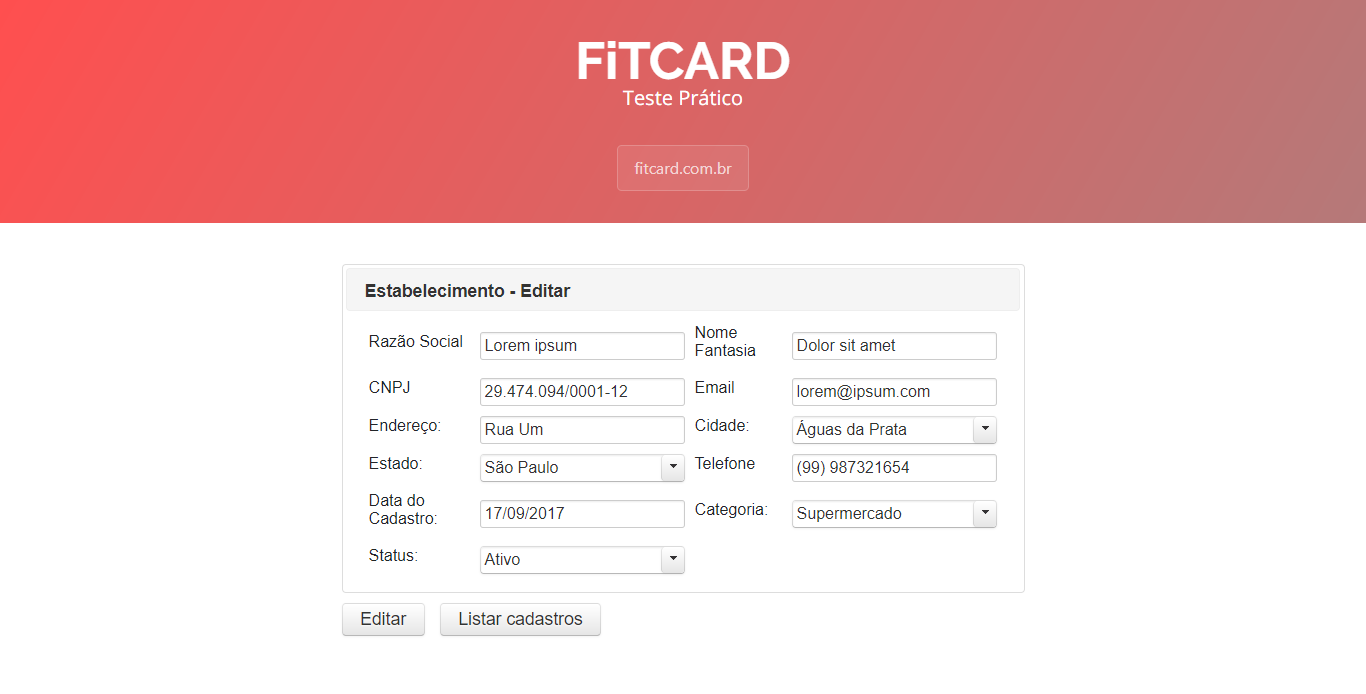 FiTCARD
Teste Prático
fitcard.com.br
Estabelecimento - Editar
Razão Social Lorem ipsum Nome Fantasia Dolor sit amet
CNPJ 29.474.094/0001-12 Email lorem@ipsum.com
Endereço: Rua Um Cidade: Águas da Prata
Estado: São Paulo Telefone (99) 987321654
Data do Cadastro: 17/09/2017 Categoria: Supermercado
Status: Ativo
Editar Listar cadastros